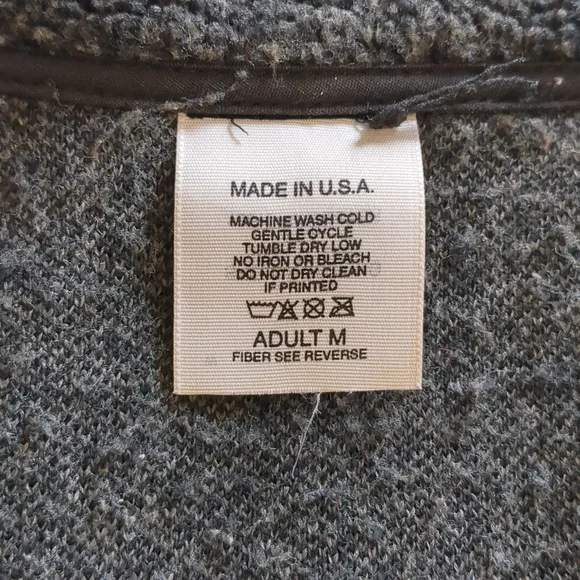 MADE IN U.S.A.
MACHINE WASH COLD
GENTLE CYCLE
TUMBLE DRY LOW
NO IRON OR BLEACH
DO NOT DRY CLEAN
IF PRINTED
ADULT M
FIBER SEE REVERSE